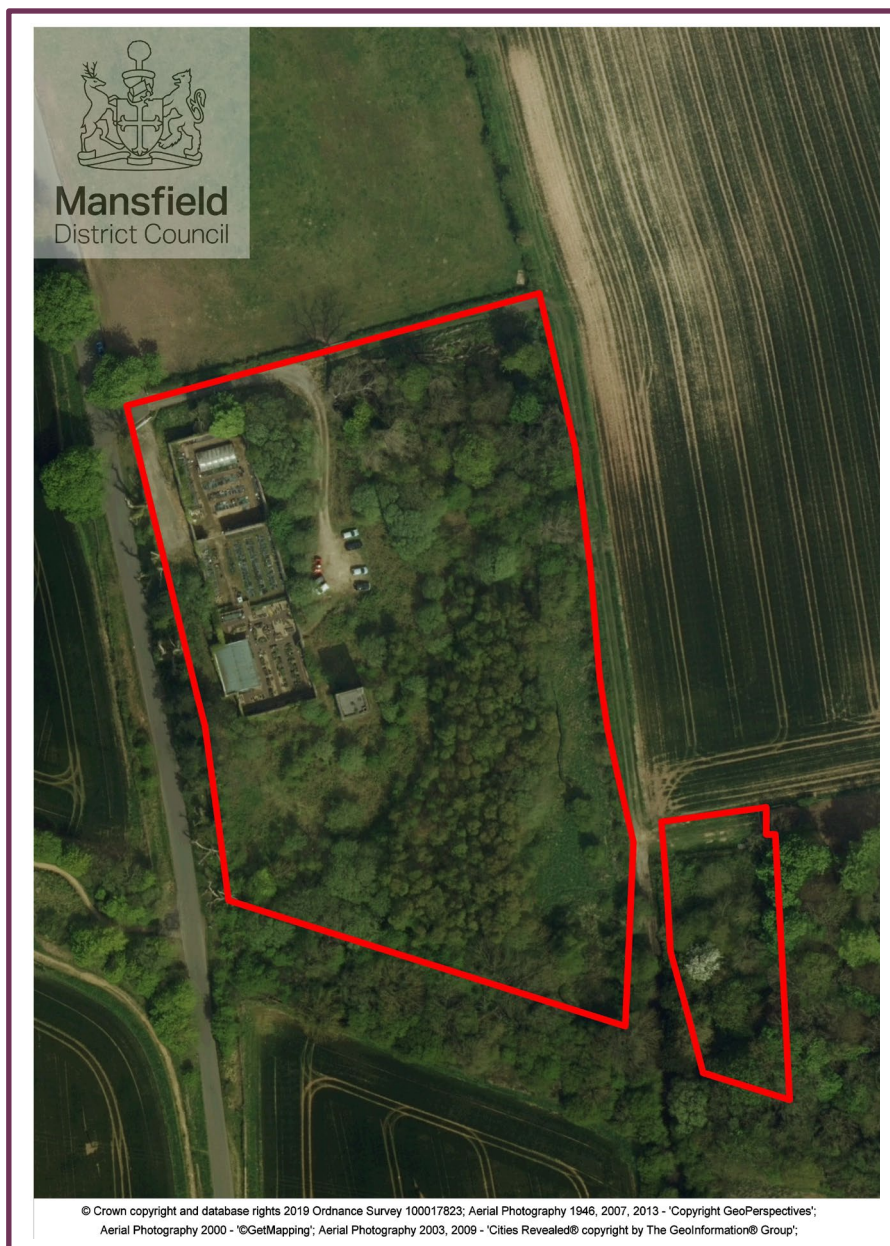 Mansfield
District Council
© Crown copyright and database rights 2019 Ordnance Survey 100017823; Aerial Photography 1946, 2007, 2013 - 'Copyright GeoPerspectives';
Aerial Photography 2000 - '©GetMapping'; Aerial Photography 2003, 2009 - 'Cities Revealed® copyright by The GeoInformation® Group';